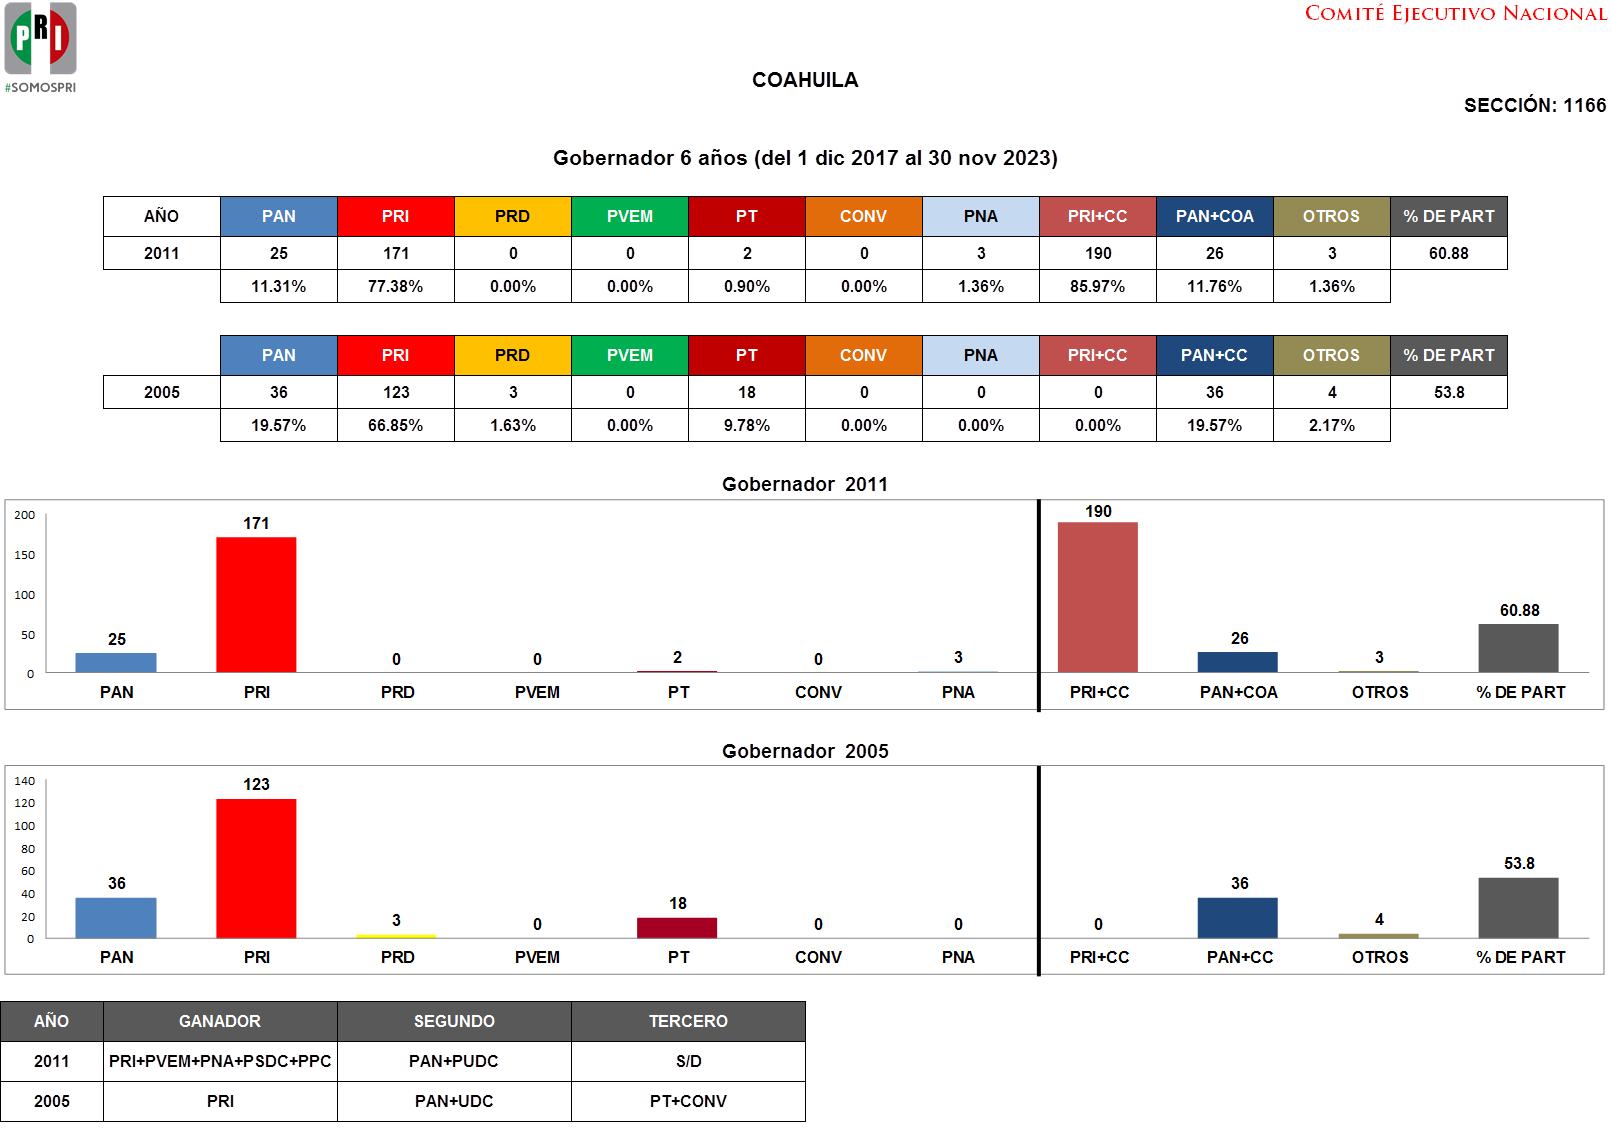 PRI
#SOMOSPRI
COMITÉ EJECUTIVO NACIONAL
COAHUILA
SECCIÓN: 1166
Gobernador 6 años (del 1 dic 2017 al 30 nov 2023)
AÑO PAN PRI PRD PVEM PT CONV PNA PRI+CC PAN+COA OTROS % DE PART
2011 25 171 0 0 2 0 3 190 26 3 60.88
11.31% 77.38% 0.00% 0.00% 0.90% 0.00% 1.36% 85.97% 11.76% 1.36%
PAN PRI PRD PVEM PT CONV PNA PRI+CC PAN+CC OTROS % DE PART
2005 36 123 3 0 18 0 0 0 36 4 53.8
19.57% 66.85% 1.63% 0.00% 9.78% 0.00% 0.00% 0.00% 19.57% 2.17%
Gobernador 2011
200
150
100
50
0
25 171 0 0 2 0 3 190 26 3 60.88
PAN PRI PRD PVEM PT CONV PNA PRI+CC PAN+COA OTROS % DE PART
Gobernador 2005
140
120
100
80
60
40
20
0
36 123 3 0 18 0 0 0 36 4 53.8
PAN PRI PRD PVEM PT CONV PNA PRI+CC PAN+CC OTROS % DE PART
AÑO GANADOR SEGUNDO TERCERO
2011 PRI+PVEM+PNA+PSDC+PPC PAN+PUDC S/D
2005 PRI PAN+UDC PT+CONV